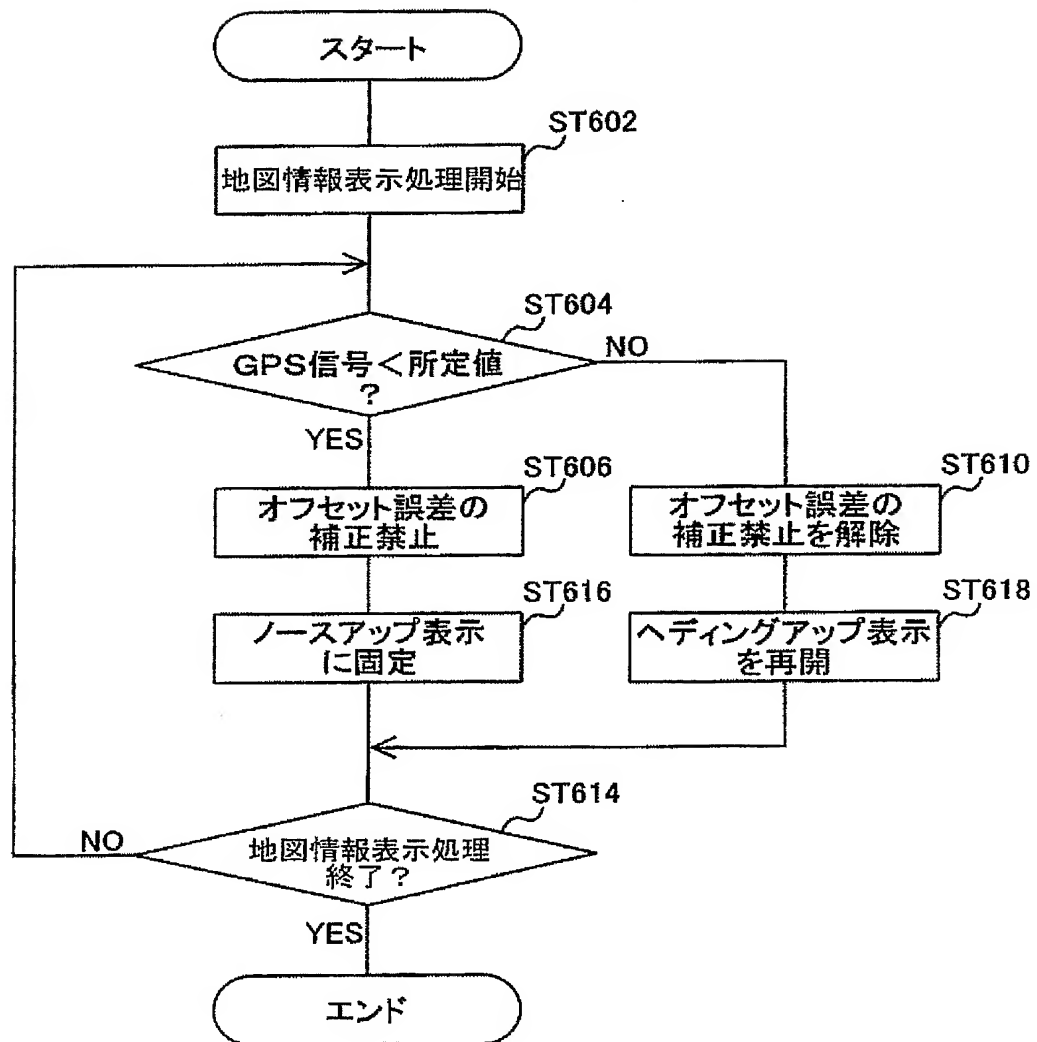 スタート
ST602
地図情報表示処理開始
ST604
GPS信号<所定値
?
NO
YES
ST606
オフセット誤差の
補正禁止
ST610
オフセット誤差の
補正禁止を解除
ST616
ノースアップ表示
に固定
ST618
ヘディングアップ表示
を再開
ST614
地図情報表示処理
終了?
NO
YES
エンド